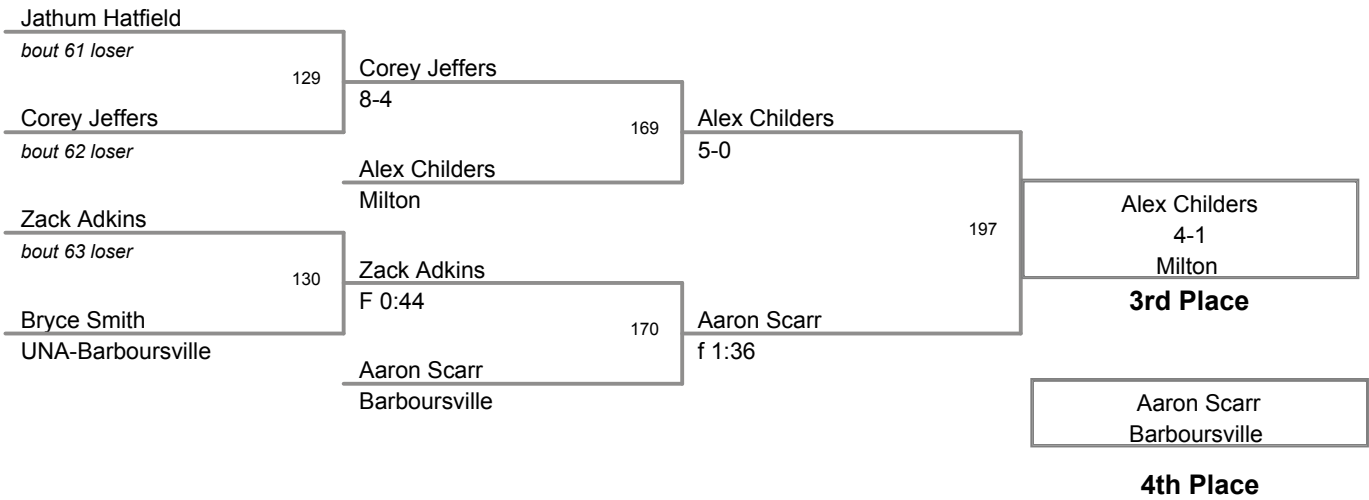 Jathum Hatfield
bout 61 loser
129
Corey Jeffers
8-4
Corey Jeffers
bout 62 loser
169
Alex Childers
5-0
Alex Childers
Milton
Zack Adkins
bout 63 loser
197
Alex Childers
4-1
Milton
3rd Place
130
Zack Adkins
F 0:44
Bryce Smith
UNA-Barboursville
170
Aaron Scarr
f 1:36
Aaron Scarr
Barboursville
Aaron Scarr
Barboursville
4th Place